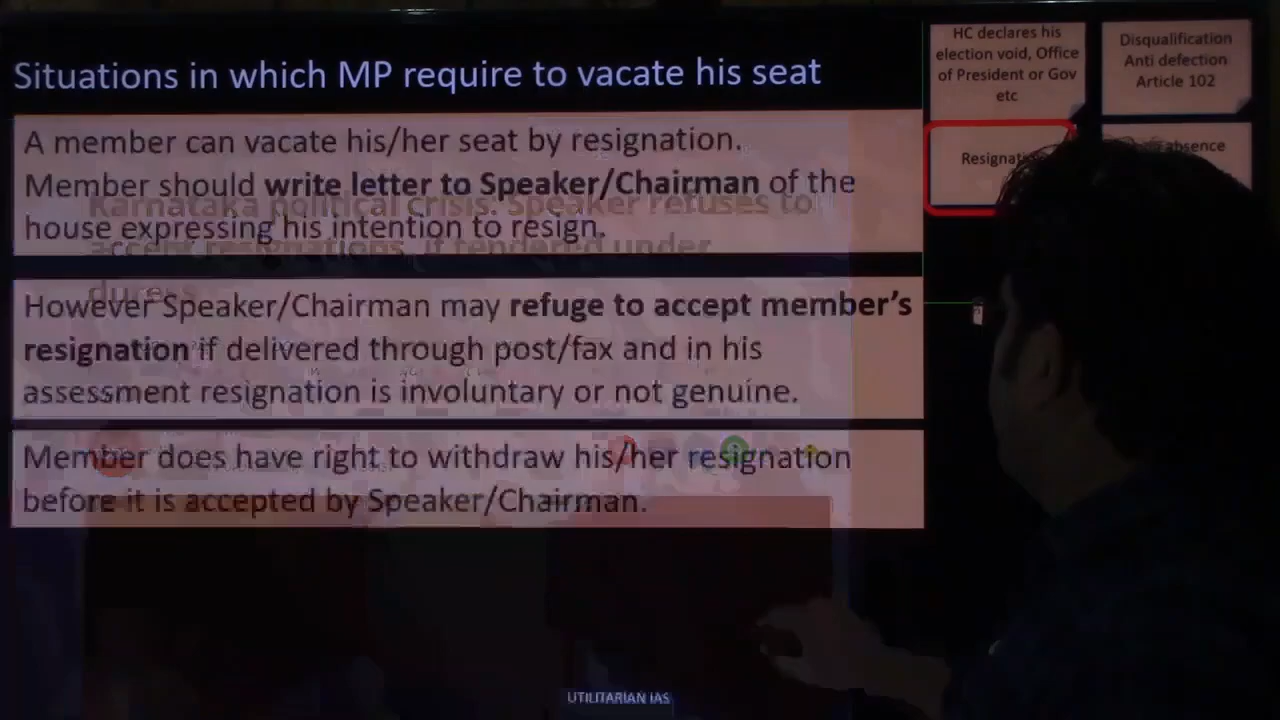 HC declares his
election void, Office
of President or Gov
etc
Disqualification
Anti defection
Article 102
Situations in which MP require to vacate his seat
absence
A member can vacate his/her seat by resignation.
Member should write letter to Speaker/Chairman of the
house expressing his intention to resign.
Karnataka political crisis: Speaker refuses to
accept resignations, if tendered under
duress
However Speaker/Chairman may refuge to accept member's
resignation if delivered through post/fax and in his
assessment resignation is involuntary or not genuine.
Member does have right to withdraw his/her resignation
before it is accepted by Speaker/Chairman.
UTILITARIAN IAS